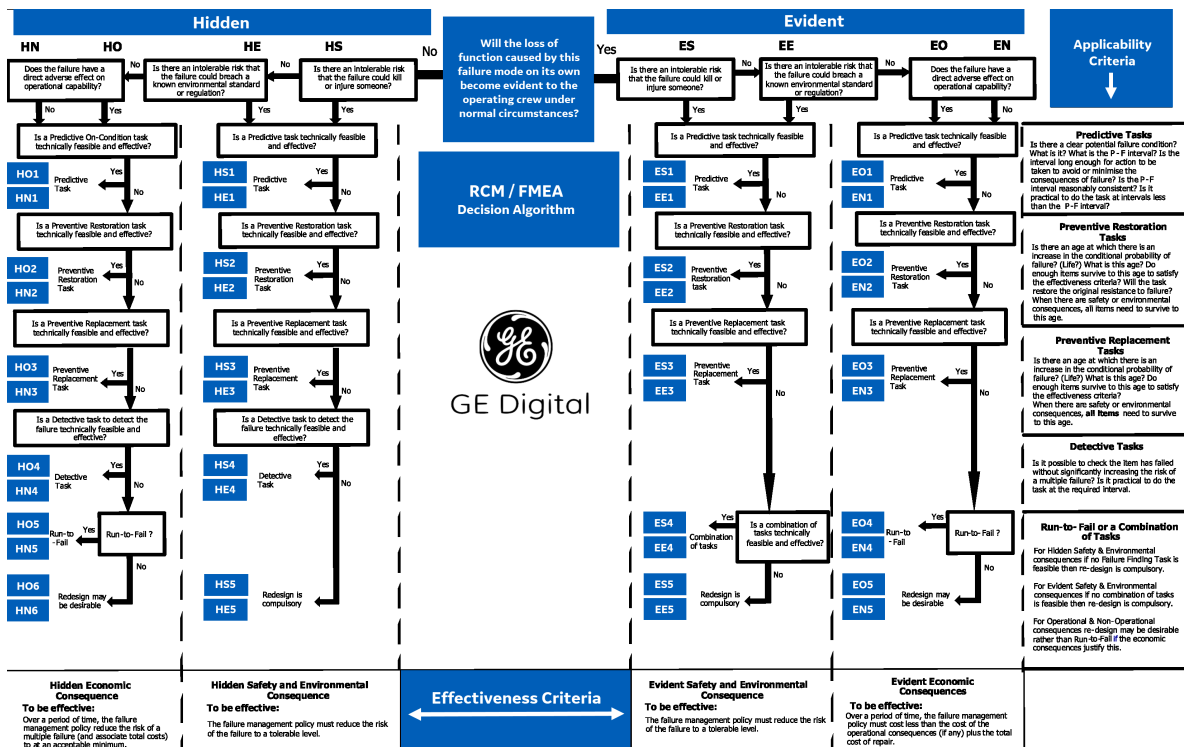 Hidden
Evident
HN
HO
HE
HS
No
Will the loss of
function caused by this
failure mode on its own
become evident to the
operating crew under
normal circumstances?
Yes
ES
EE
EO
EN
Applicability
Criteria
Does the failure have a
direct adverse effect on
operational capability?
No
Is there an intolerable risk that
the failure could breach a
known environmental standard
or regulation?
No
Is there an intolerable risk
that the failure could kill
or injure someone?
Is there an intolerable risk
that the failure could kill or
injure someone?
No
Is there an intolerable risk that
the failure could breach a
known environmental standard
or regulation?
No
Does the failure have a
direct adverse effect on
operational capability?
No
Yes
Yes
Yes
Yes
Yes
Yes
No
Is a Predictive On-Condition task
technically feasible and effective?
HO1
HN1
Predictive
Task
Yes
No
Is a Preventive Restoration task
technically feasible and effective?
HO2
HN2
Preventive
Restoration
Task
Yes
No
Is a Preventive Replacement task
technically feasible and effective?
HO3
HN3
Preventive
Replacement
Task
Yes
No
Is a Detective task to detect the
failure technically feasible and
effective?
HO4
HN4
Detective
Task
Yes
No
HO5
HN5
Run-to
-Fail
Yes
Run-to-Fail ?
No
HO6
HN6
Redesign may
be desirable
Is a Predictive task technically feasible
and effective?
HS1
HE1
Predictive
Task
Yes
No
Is a Preventive Restoration task
technically feasible and effective?
HS2
HE2
Preventive
Restoration
Task
Yes
No
Is a Preventive Replacement task
technically feasible and effective?
HS3
HE3
Preventive
Replacement
Task
Yes
No
Is a Detective task to detect the
failure technically feasible and
effective?
HS4
HE4
Detective
Task
Yes
No
HS5
HE5
Redesign is
compulsory
RCM / FMEA
Decision Algorithm
GE
GE Digital
Is a Predictive task technically feasible
and effective?
ES1
EE1
Predictive
Task
Yes
No
Is a Preventive Restoration task
technically feasible and effective?
ES2
EE2
Preventive
Restoration
task
Yes
No
Is a Preventive Replacement task
technically feasible and effective?
ES3
EE3
Preventive
Replacement
Task
Yes
No
ES4
EE4
Combination
of tasks
Yes
Is a combination of
tasks technically
feasible and effective?
No
ES5
EE5
Redesign is
compulsory
Is a Predictive task technically feasible
and effective?
EO1
EN1
Predictive
Task
Yes
No
Is a Preventive Restoration task
technically feasible and effective?
EO2
EN2
Preventive
Restoration
Task
Yes
No
Is a Preventive Replacement task
technically feasible and effective?
EO3
EN3
Preventive
Replacement
Task
Yes
No
EO4
EN4
Run-to
-Fail
Yes
Run-to-Fail ?
No
EO5
EN5
Redesign may
be desirable
Predictive Tasks
Is there a clear potential failure condition?
What is it? What is the P - F interval? Is the
interval long enough for action to be
taken to avoid or minimise the
consequences of failure? Is the P-F
interval reasonably consistent? Is it
practical to do the task at intervals less
than the P-F interval?
Preventive Restoration
Tasks
Is there an age at which there is an
increase in the conditional probability of
failure? (Life?) What is this age? Do
enough items survive to this age to satisfy
the effectiveness criteria? Will the task
restore the original resistance to failure?
When there are safety or environmental
consequences, all items need to survive to
this age.
Preventive Replacement
Tasks
Is there an age at which there is an
increase in the conditional probability of
failure? (Life?) What is this age? Do
enough items survive to this age to satisfy
the effectiveness criteria?
When there are safety or environmental
consequences, all items need to survive
to this age.
Detective Tasks
Is it possible to check the item has failed
without significantly increasing the risk of
a multiple failure? Is it practical to do the
task at the required interval.
Run-to- Fail or a Combination
of Tasks
For Hidden Safety & Environmental
consequences if no Failure Finding Task is
feasible then re-design is compulsory.
For Evident Safety & Environmental
consequences if no combination of tasks
is feasible then re-design is compulsory.
For Operational & Non-Operational
consequences re-design may be desirable
rather than Run-to-Fail if the economic
consequences justify this.
Hidden Economic
Consequence
To be effective:
Over a period of time, the failure
management policy reduce the risk of a
multiple failure (and associate total costs)
to at an acceptable minimum.
Hidden Safety and Environmental
Consequence
To be effective:
The failure management policy must reduce the risk
of the failure to a tolerable level.
Effectiveness Criteria
Evident Safety and Environmental
Consequence
To be effective:
The failure management policy must reduce the risk
of the failure to a tolerable level.
Evident Economic
Consequences
To be effective:
Over a period of time, the failure management
policy must cost less than the cost of the
operational consequences (if any) plus the total
cost of repair.